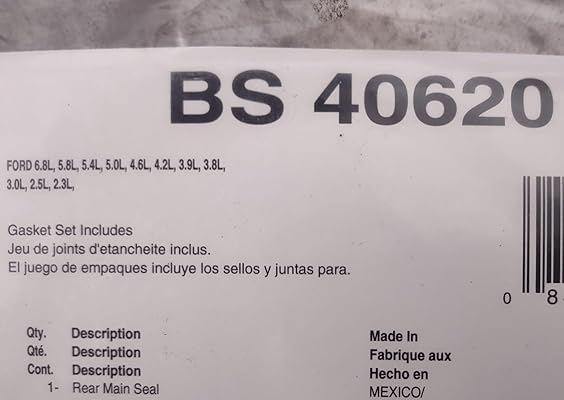 BS 40620
FORD 6.8L, 5.8L, 5.4L, 5.0L, 4.6L, 4.2L, 3.9L, 3.8L,
3.0L, 2.5L, 2.3L,
Gasket Set Includes
Jeu de joints d'etancheite inclus.
El juego de empaques incluye los sellos y juntas para.
0 8
Qty. Description
Qté. Description
Cont. Description
1- Rear Main Seal
Made In
Fabrique aux
Hecho en
MEXICO/